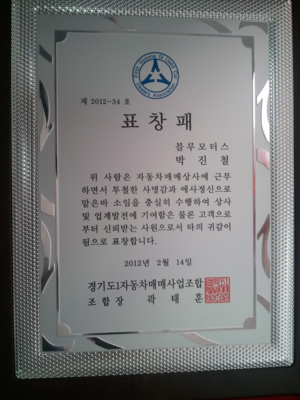 제 2012-34 호
표창패
블루모터스
박진철
위 사람은 자동차매매상사에 근무
하면서 투철한 사명감과 애사정신으로
맡은바 소임을 충실히 수행하여 상사
및 업계발전에 기여함은 물론 고객으로
부터 신뢰받는 사원으로서 타의 귀감이
됨으로 표창합니다.
2012년 2월 14일
경기도1자동차매매사업조합
조합장 곽태훈